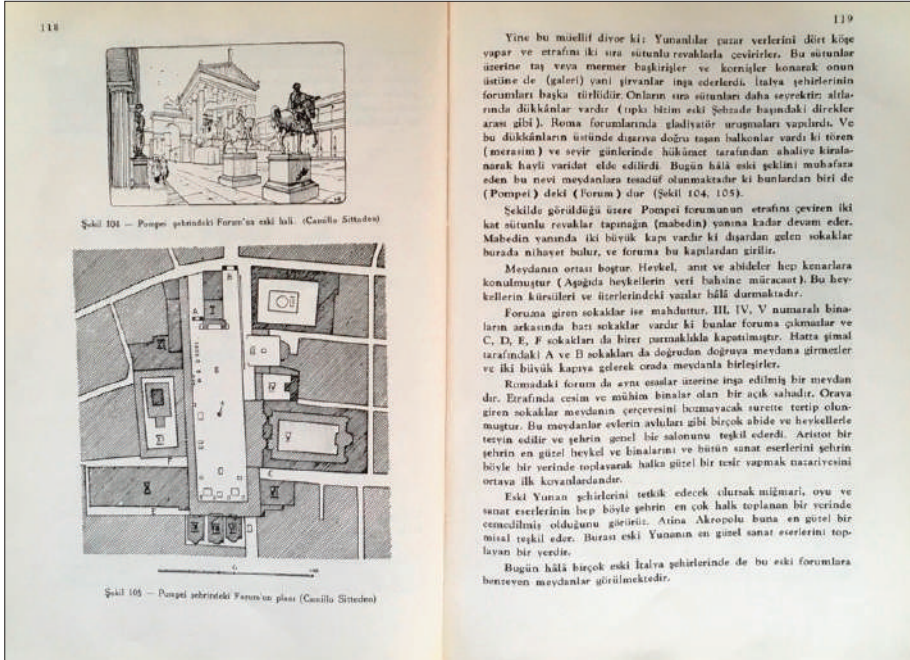 118
Şekil 104 — Pompei şehrindeki Forum'un eski hali. (Camillo Sitteden)
A
Şekil 105 — Pompei şehrindeki Forum'un planı (Camillo Sitteden)
119
Yine bu müellif diyor ki: Yunanlılar pazar yerlerini dört köşe
yapar ve etrafını iki sıra sütunlu revaklarla çevirirler. Bu sütunlar
üzerine taş veya mermer başkirişler ve kornişler konarak onun
üstüne de (galeri) yani şirvanlar inşa ederlerdi. İtalya şehirlerinin
forumları başka türlüdür. Onların sıra sütunları daha seyrektir; altla-
rında dükkânlar vardır (tıpkı bizim eski Şehzade başındaki direkler
arası gibi). Roma forumlarında gladiyatör uruşmaları yapılırdı. Ve
bu dükkânların üstünde dışarıya doğru taşan balkonlar vardı ki tören
(merasim) ve seyir günlerinde hükûmet tarafından ahaliye kirala-
narak hayli varidat elde edilirdi. Bugün hâlâ eski şeklini muhafaza
eden bu nevi meydanlara tesadüf olunmaktadır ki bunlardan biri de
(Pompei) deki (Forum) dur (Şekil 104, 105).
Şekilde görüldüğü üzere Pompei forumunun etrafını çeviren iki
kat sütunlu revaklar tapınağın (mabedin) yanına kadar devam eder.
Mabedin yanında iki büyük kapı vardır ki dışardan gelen sokaklar
burada nihayet bulur, ve foruma bu kapılardan girilir.
Meydanın ortası boştur. Heykel, anıt ve abideler hep kenarlara
konulmuştur (Aşağıda heykellerin yeri bahsine müracaat). Bu hey-
kellerin kürsüleri ve üzerlerindeki yazılar hâlâ durmaktadır.
Foruma giren sokaklar ise mahduttur. III, IV, V numaralı bina-
ların arkasında bazı sokaklar vardır ki bunlar foruma çıkmazlar ve
C, D, E, F sokakları da birer parmaklıkla kapatılmıştır. Hatta şimal
tarafındaki A ve B sokakları da doğrudan doğruya meydana girmezler
ve iki büyük kapıya gelerek orada meydanla birleşirler.
Romadaki forum da aynı esaslar üzerine inşa edilmiş bir meydan
dır. Etrafında cesim ve mühim binalar olan bir açık sahadır. Oraya
giren sokaklar meydanın çerçevesini bozmayacak surette tertip olun-
muştur. Bu meydanlar evlerin avluları gibi birçok abide ve heykellerle
tezyin edilir ve şehrin genel bir salonunu teşkil ederdi. Aristot bir
şehrin en güzel heykel ve binalarını ve bütün sanat eserlerini şehrin
böyle bir yerinde toplayarak halka güzel bir tesir yapmak nazariyesini
ortaya ilk koyanlardandır.
Eski Yunan şehirlerini tetkik edecek olursak miğmari, oyu ve
sanat eserlerinin hep böyle şehrin en çok halk toplanan bir yerinde
cemedilmiş olduğunu görürüz. Atina Akropolu buna en güzel bir
misal teşkil eder. Burası eski Yunanın en güzel sanat eserlerini top-
layan bir yerdir.
Bugün hâlâ birçok eski İtalya şehirlerinde de bu eski forumlara
benzeyen meydanlar görülmektedir.